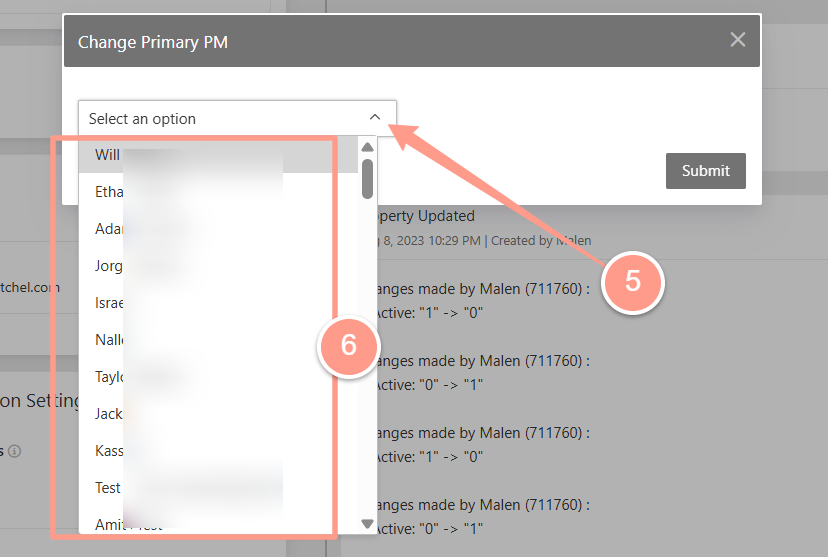 Change Primary PM
Select an option
Will
Etha
Adar
Jorg
Israe
Nalle
Taylo
Jack
Kass
Test
Amit Test
Submit
perty Updated
8, 2023 10:29 PM | Created by Malen
anges made by Malen (711760) :
Active: "1" -> "0"
anges made by Malen (711760) :
Active: "0" -> "1"
anges made by Malen (711760) :
Active: "1" -> "0"
anges made by Malen (711760) :
Active: "0" -> "1"
5
6
tchel.com
on Setting
s